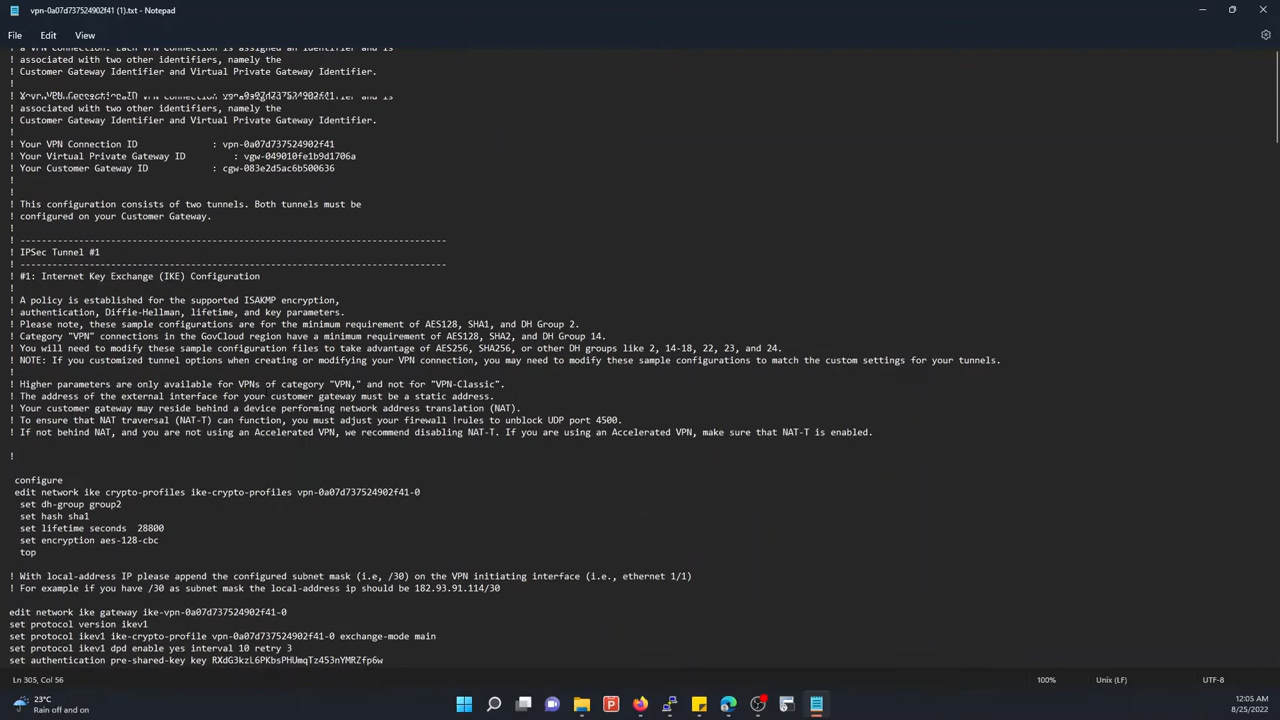 vpn-0a07d737524902f41 (1).txt - Notepad
File Edit View
! a VPN Connection. Each VPN Connection is assigned an identifier and is
! associated with two other identifiers, namely the
! Customer Gateway Identifier and Virtual Private Gateway Identifier.
!
! associated with two other identifiers, namely the
! Customer Gateway Identifier and Virtual Private Gateway Identifier.
!
! Your VPN Connection ID : vpn-0a07d737524902f41
! Your Virtual Private Gateway ID : vgw-049010fe1b9d1706a
! Your Customer Gateway ID : cgw-083e2d5ac6b500636
!
!
! This configuration consists of two tunnels. Both tunnels must be
! configured on your Customer Gateway.
!
! --------------------------------------------------------------------------------
! IPSec Tunnel #1
! --------------------------------------------------------------------------------
! #1: Internet Key Exchange (IKE) Configuration
!
! A policy is established for the supported ISAKMP encryption,
! authentication, Diffie-Hellman, lifetime, and key parameters.
! Please note, these sample configurations are for the minimum requirement of AES128, SHA1, and DH Group 2.
! Category "VPN" connections in the GovCloud region have a minimum requirement of AES128, SHA2, and DH Group 14.
! You will need to modify these sample configuration files to take advantage of AES256, SHA256, or other DH groups like 2, 14-18, 22, 23, and 24.
! NOTE: If you customized tunnel options when creating or modifying your VPN connection, you may need to modify these sample configurations to match the custom settings for your tunnels.
!
! Higher parameters are only available for VPNs of category "VPN," and not for "VPN-Classic".
! The address of the external interface for your customer gateway must be a static address.
! Your customer gateway may reside behind a device performing network address translation (NAT).
! To ensure that NAT traversal (NAT-T) can function, you must adjust your firewall !rules to unblock UDP port 4500.
! If not behind NAT, and you are not using an Accelerated VPN, we recommend disabling NAT-T. If you are using an Accelerated VPN, make sure that NAT-T is enabled.
!
configure
edit network ike crypto-profiles ike-crypto-profiles vpn-0a07d737524902f41-0
set dh-group group2
set hash sha1
set lifetime seconds 28800
set encryption aes-128-cbc
top
! With local-address IP please append the configured subnet mask (i.e, /30) on the VPN initiating interface (i.e., ethernet 1/1)
! For example if you have /30 as subnet mask the local-address ip should be 182.93.91.114/30
edit network ike gateway ike-vpn-0a07d737524902f41-0
set protocol version ikev1
set protocol ikev1 ike-crypto-profile vpn-0a07d737524902f41-0 exchange-mode main
set protocol ikev1 dpd enable yes interval 10 retry 3
set authentication pre-shared-key key RXdG3kzL6PKbsPHUmqTz453nYMRZfp6w
Ln 305, Col 56 100% Unix (LF) UTF-8
23°C
Rain off and on
12:05 AM
8/25/2022